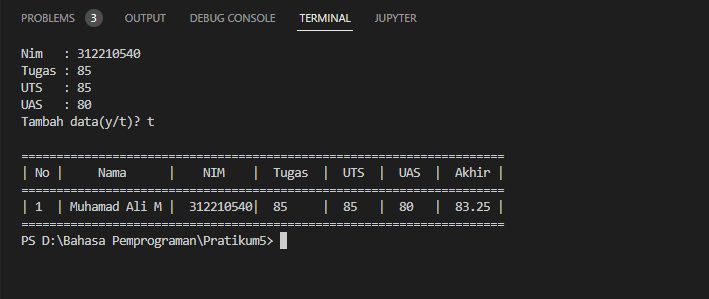 PROBLEMS 3 OUTPUT DEBUG CONSOLE TERMINAL JUPYTER
Nim   : 312210540
Tugas : 85
UTS   : 85
UAS   : 80
Tambah data(y/t)? t
=====================================================================
| No |     Nama      |    NIM    |  Tugas  |  UTS  |  UAS  |  Akhir |
=====================================================================
| 1  | Muhamad Ali M |  312210540|  85     |  85   |  80   |  83.25 |
=====================================================================
PS D:\Bahasa Pemprograman\Pratikum5>